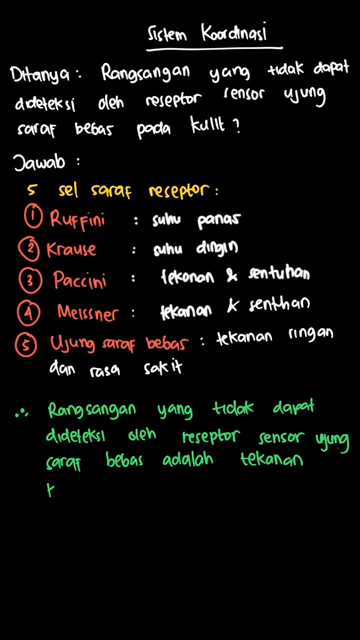 Sistem Koordinasi
Ditanya : Rangsangan yang tidak dapat
dideteksi oleh reseptor sensor ujung
saraf bebas pada kulit ?
Jawab :
5 sel saraf reseptor :
① Ruffini : suhu panas
② Krause : suhu dingin
③ Paccini : tekanan & sentuhan
④ Meissner : tekanan & senthan
⑤ Ujung saraf bebas : tekanan ringan
dan rasa sakit
∴ Rangsangan yang tidak dapat
dideteksi oleh reseptor sensor ujung
saraf bebas adalah tekanan